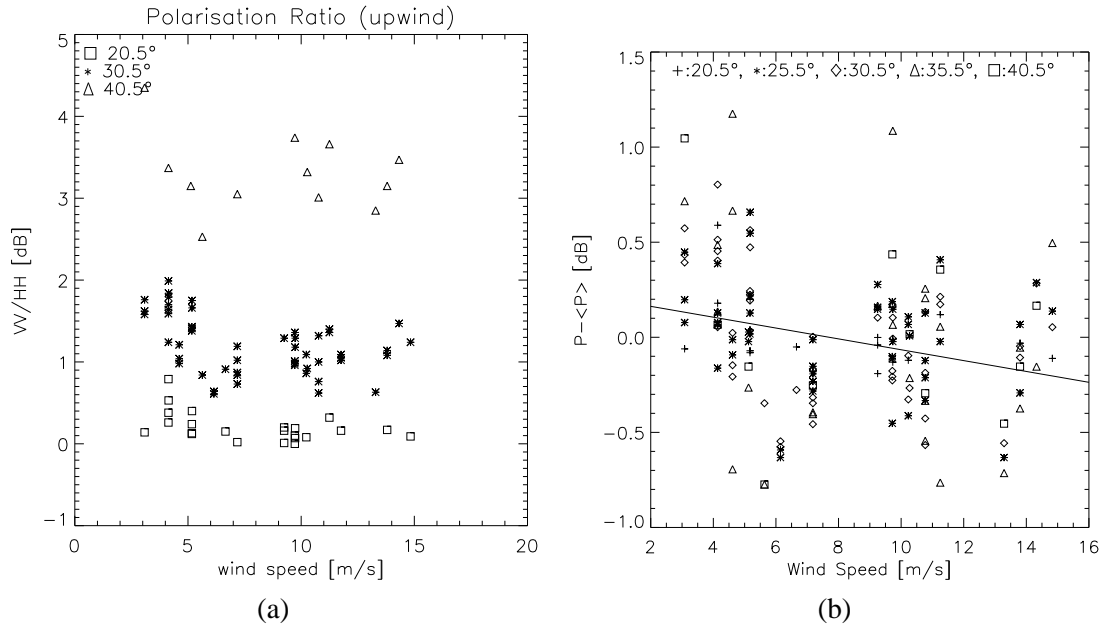 Polarisation Ratio (upwind)
5
4
3
2
1
0
−1
VV/HH [dB]
20.5°
30.5°
40.5°
0 5 10 15 20
wind speed [m/s]
(a)
1.5
1.0
0.5
0.0
−0.5
−1.0
P−<P> [dB]
+:20.5°, *:25.5°, ◇:30.5°, △:35.5°, □:40.5°
2 4 6 8 10 12 14 16
Wind Speed [m/s]
(b)